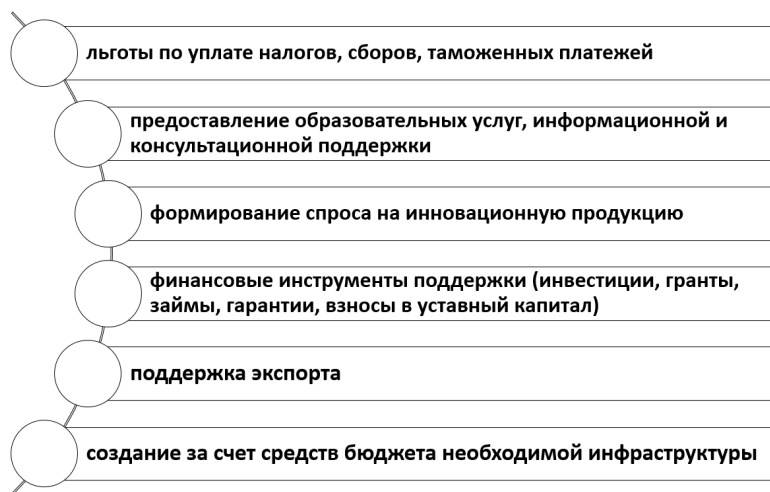 льготы по уплате налогов, сборов, таможенных платежей
предоставление образовательных услуг, информационной и
консультационной поддержки
формирование спроса на инновационную продукцию
финансовые инструменты поддержки (инвестиции, гранты,
займы, гарантии, взносы в уставный капитал)
поддержка экспорта
создание за счет средств бюджета необходимой инфраструктуры